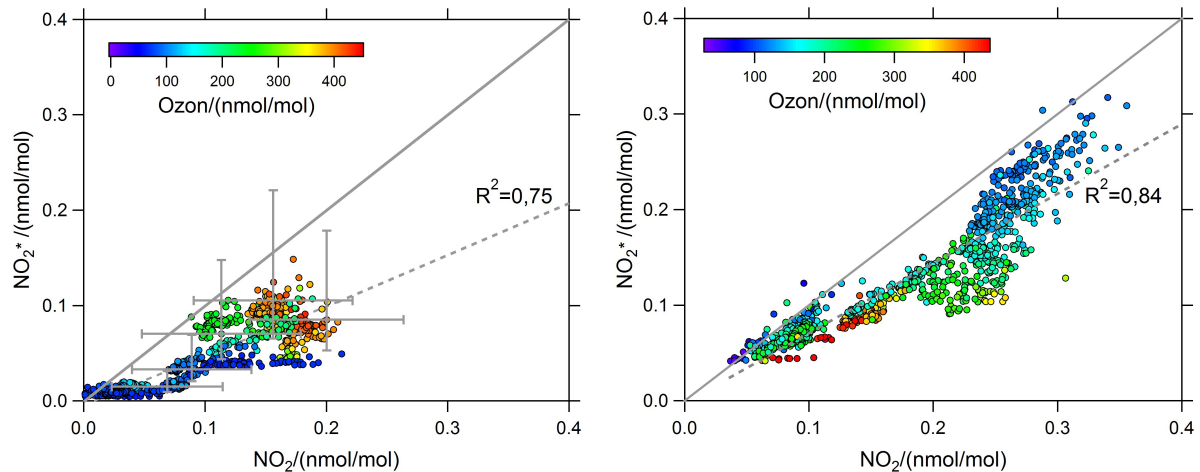 0.4
0.3
0.2
0.1
0.0
NO₂*/(nmol/mol)
0 100 200 300 400
Ozon/(nmol/mol)
R²=0,75
0.0 0.1 0.2 0.3 0.4
NO₂/(nmol/mol)
0.4
0.3
0.2
0.1
0.0
NO₂*/(nmol/mol)
100 200 300 400
Ozon/(nmol/mol)
R²=0,84
0.0 0.1 0.2 0.3 0.4
NO₂/(nmol/mol)